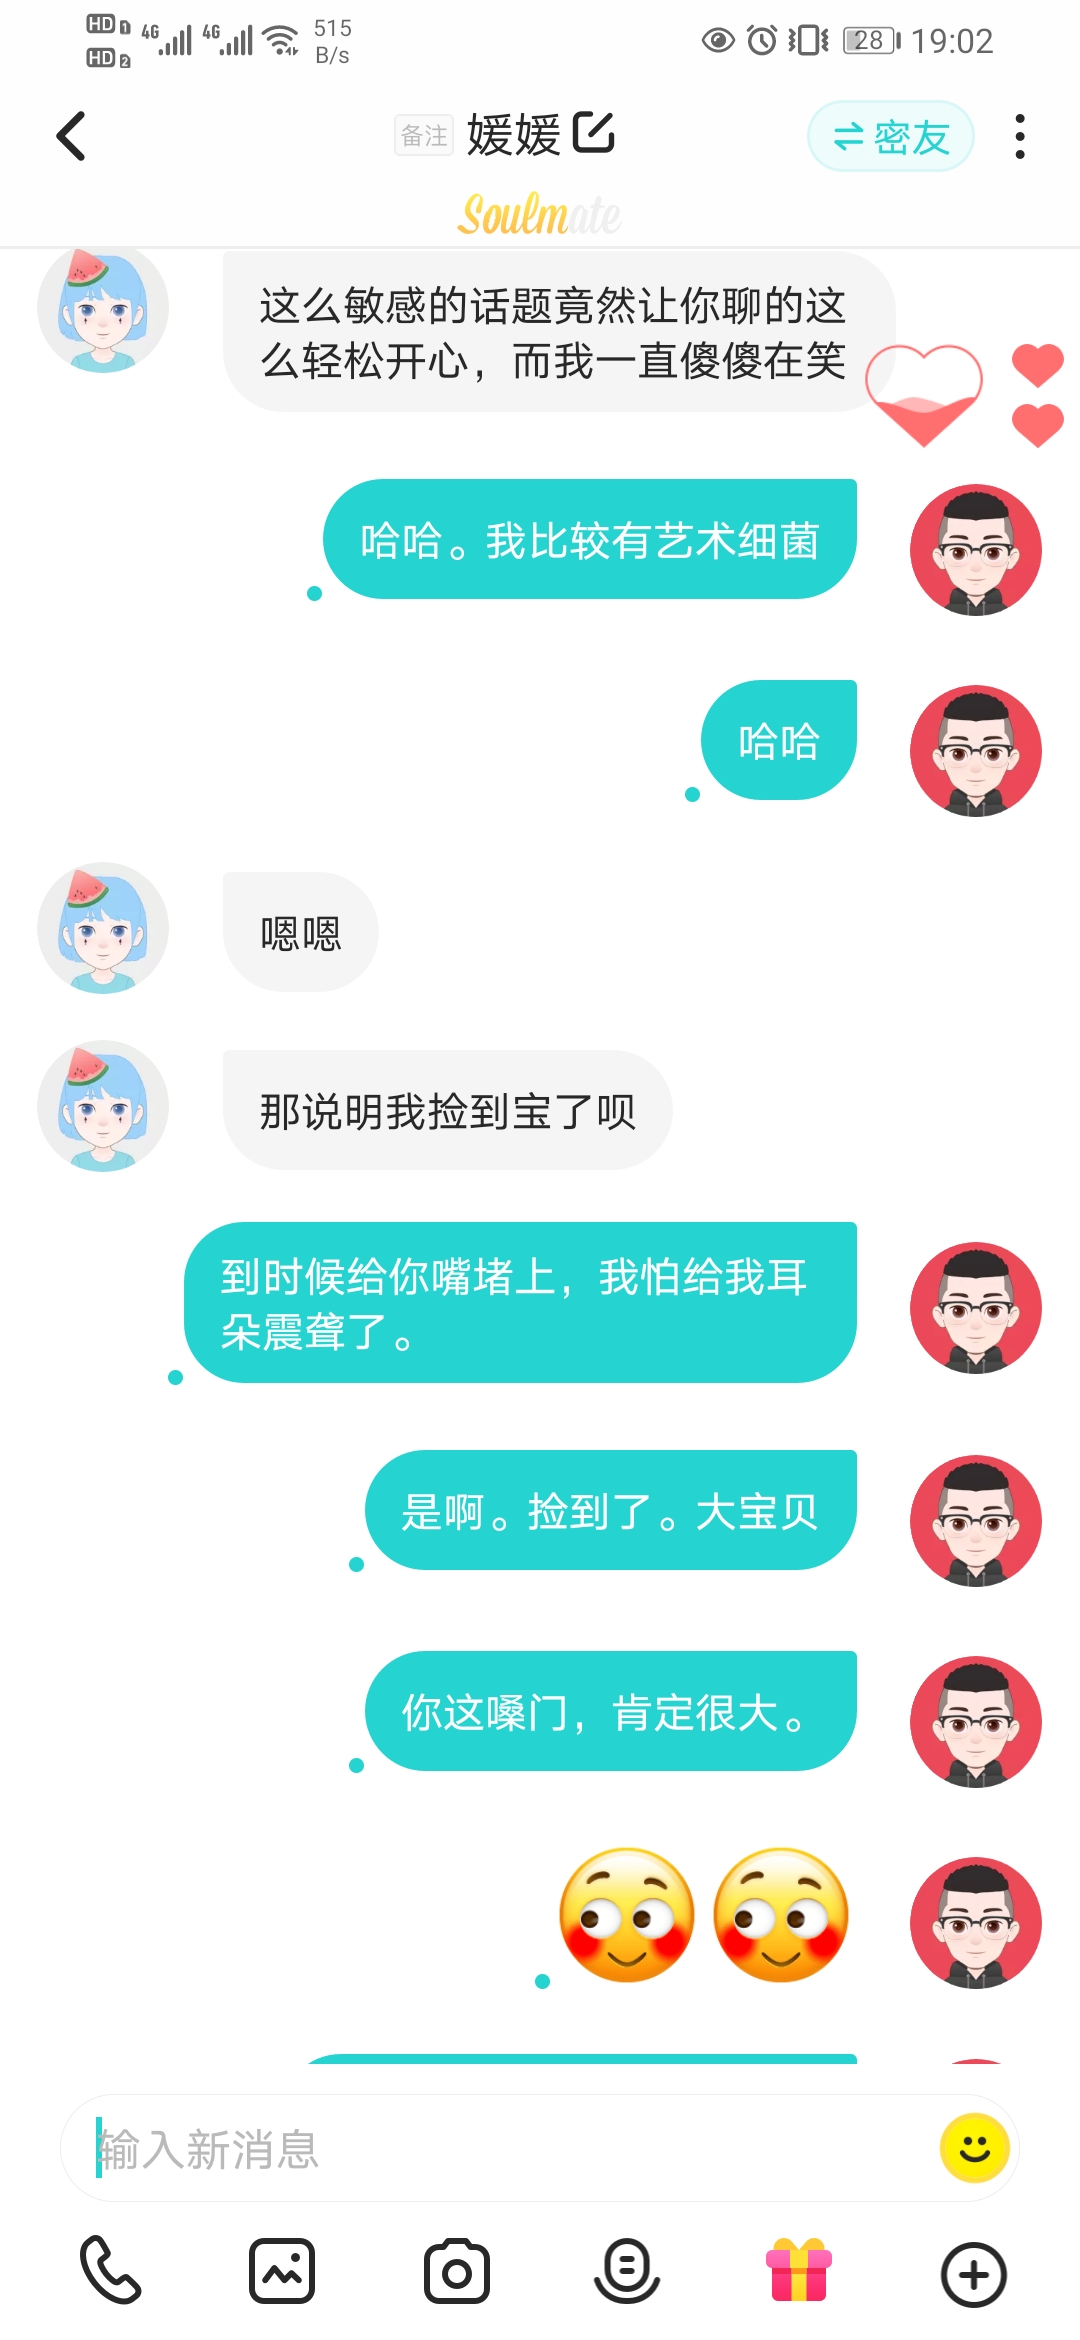 HD 1 4G 4G 515
HD 2 B/s
28 19:02
备注 媛媛 密友
Soulmate
这么敏感的话题竟然让你聊的这
么轻松开心，而我一直傻傻在笑
哈哈。我比较有艺术细菌
哈哈
嗯嗯
那说明我捡到宝了呗
到时候给你嘴堵上，我怕给我耳
朵震聋了。
是啊。捡到了。大宝贝
你这嗓门，肯定很大。
输入新消息